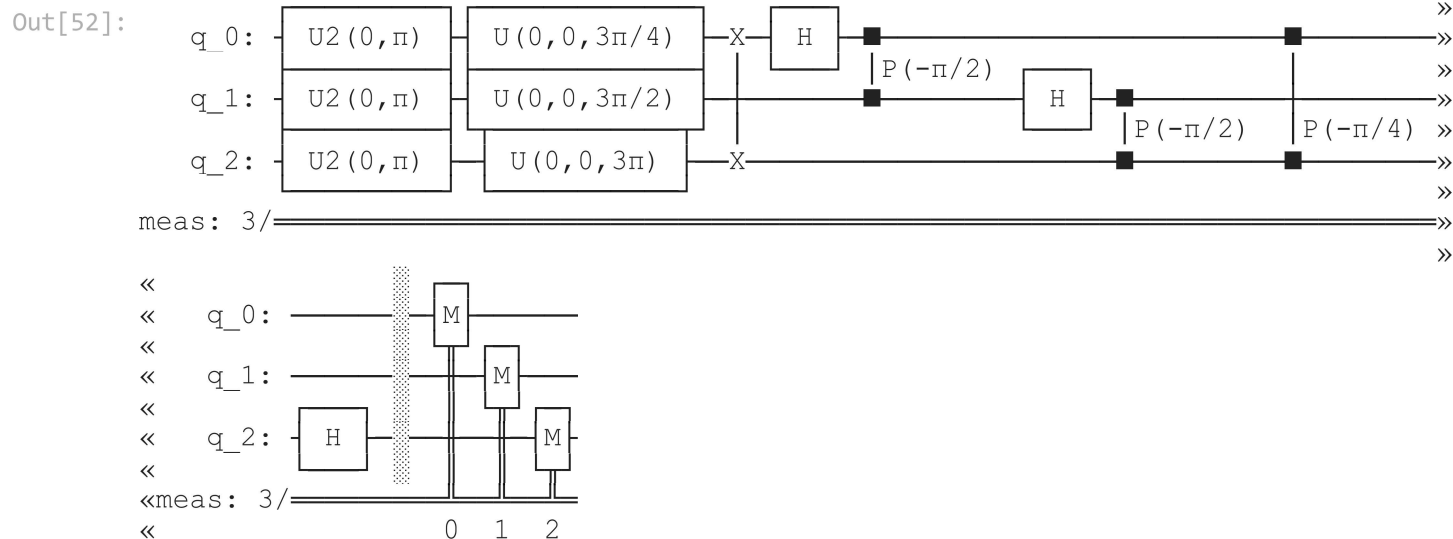 Out[52]:
»
q_0: U2(0,π) U(0,0,3π/4) X H »
P(-π/2) »
q_1: U2(0,π) U(0,0,3π/2) H »
P(-π/2) P(-π/4) »
q_2: U2(0,π) U(0,0,3π) X »
»
meas: 3/ »
»
«
« q_0: M
«
« q_1: M
«
« q_2: H M
«
«meas: 3/
« 0 1 2